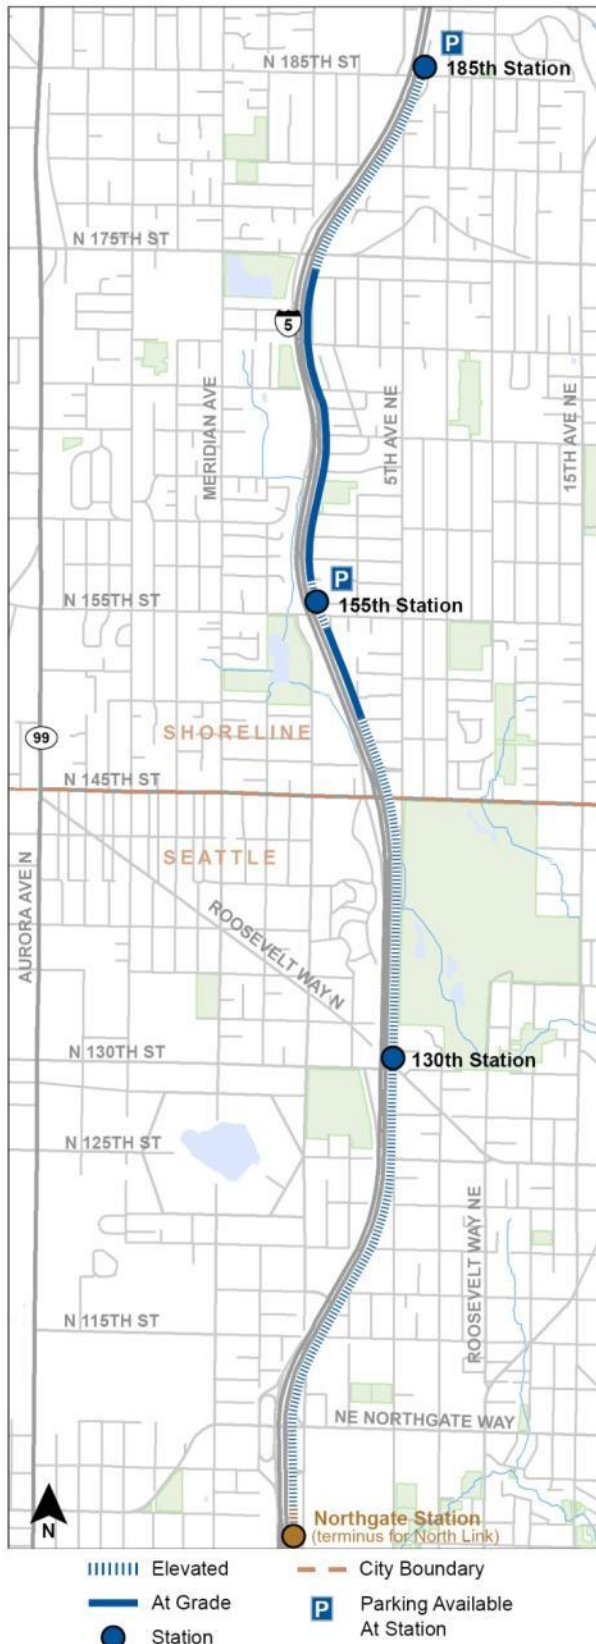 P
N 185TH ST
185th Station
N 175TH ST
5
MERIDIAN AVE
5TH AVE NE
15TH AVE NE
P
N 155TH ST
155th Station
99
SHORELINE
N 145TH ST
SEATTLE
AURORA AVE N
ROOSEVELT WAY N
N 130TH ST
130th Station
N 125TH ST
ROOSEVELT WAY NE
N 115TH ST
NE NORTHGATE WAY
N
Northgate Station
(terminus for North Link)
Elevated
City Boundary
At Grade
P Parking Available
At Station
Station